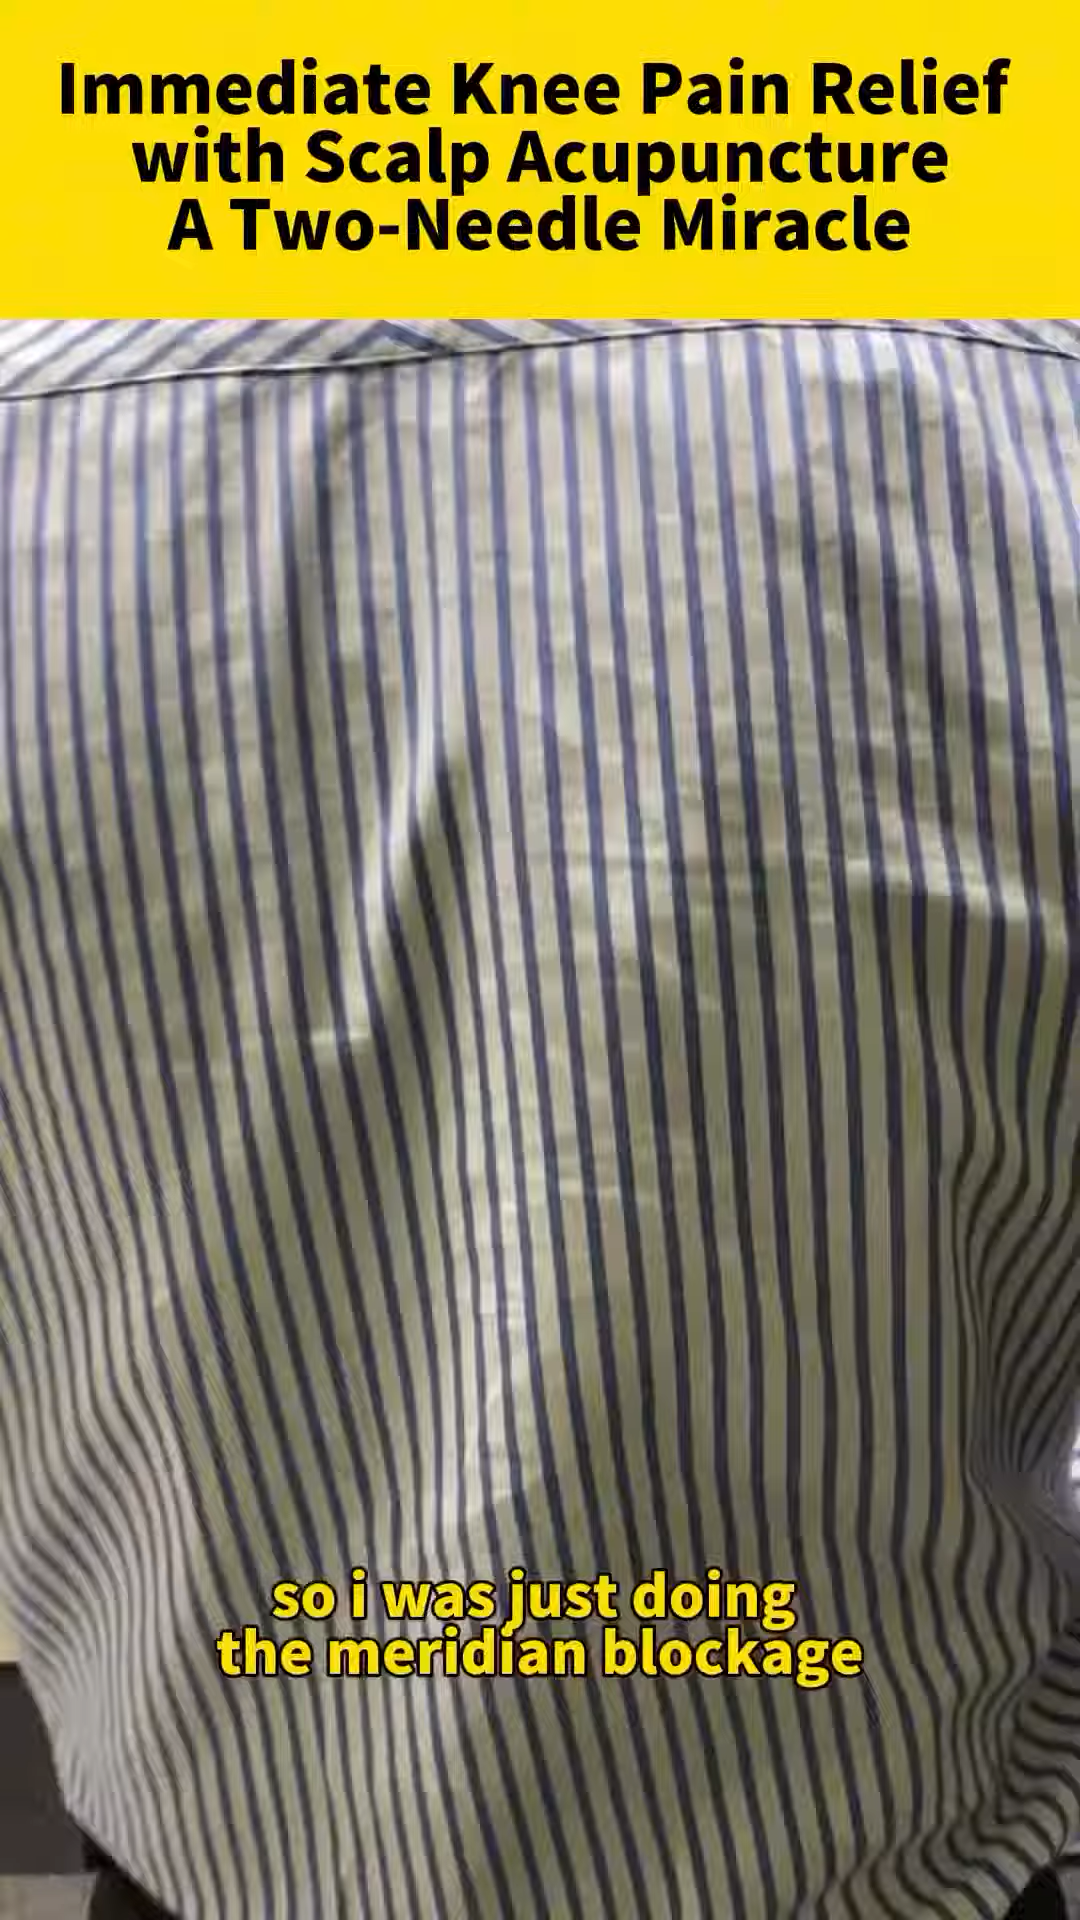 Immediate Knee Pain Relief
with Scalp Acupuncture
A Two-Needle Miracle
so i was just doing
the meridian blockage